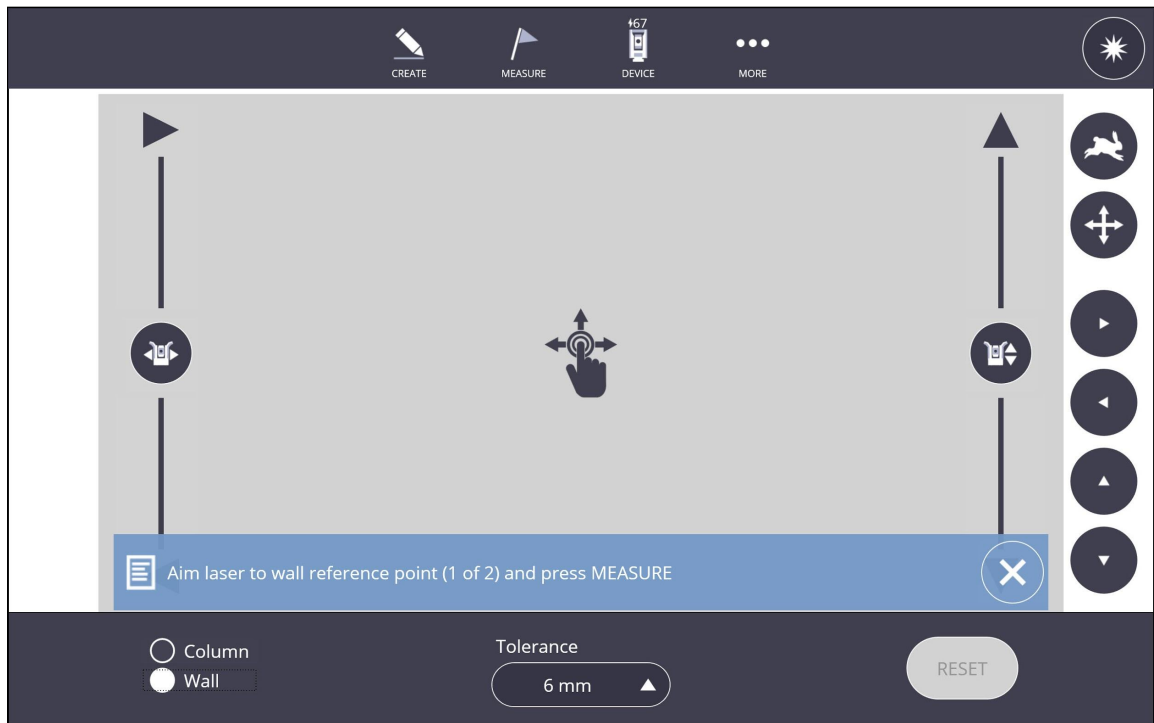 67
CREATE
MEASURE
DEVICE
MORE
Aim laser to wall reference point (1 of 2) and press MEASURE
Column
Wall
Tolerance
6 mm
RESET